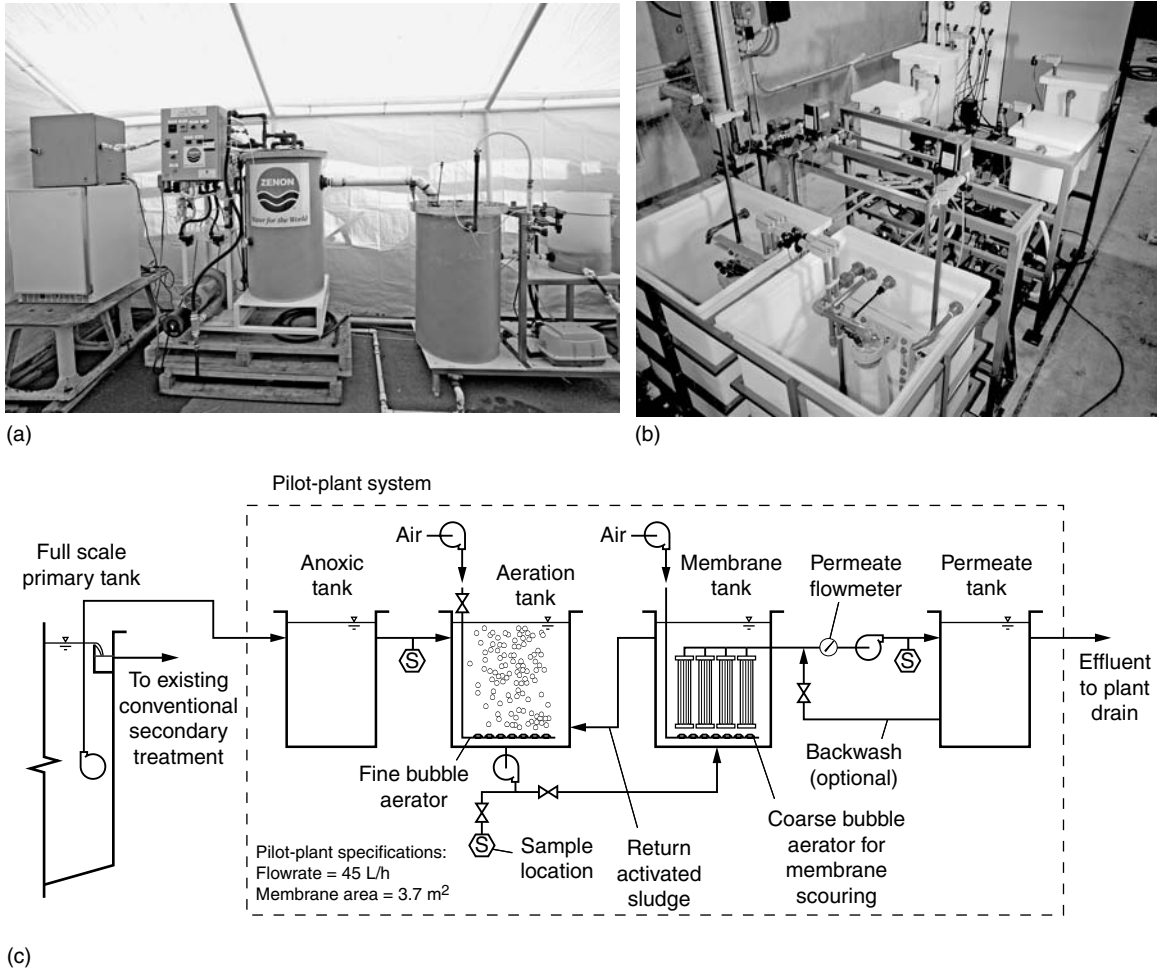 ZENON
Water for the World
(a)
(b)
Pilot-plant system
Full scale
primary tank
Anoxic
tank
Air
Aeration
tank
Air
Membrane
tank
Permeate
flowmeter
Permeate
tank
S
S
To existing
conventional
secondary
treatment
Effluent
to plant
drain
Fine bubble
aerator
Backwash
(optional)
S
Sample
location
Return
activated
sludge
Coarse bubble
aerator for
membrane
scouring
Pilot-plant specifications:
Flowrate = 45 L/h
Membrane area = 3.7 m²
(c)